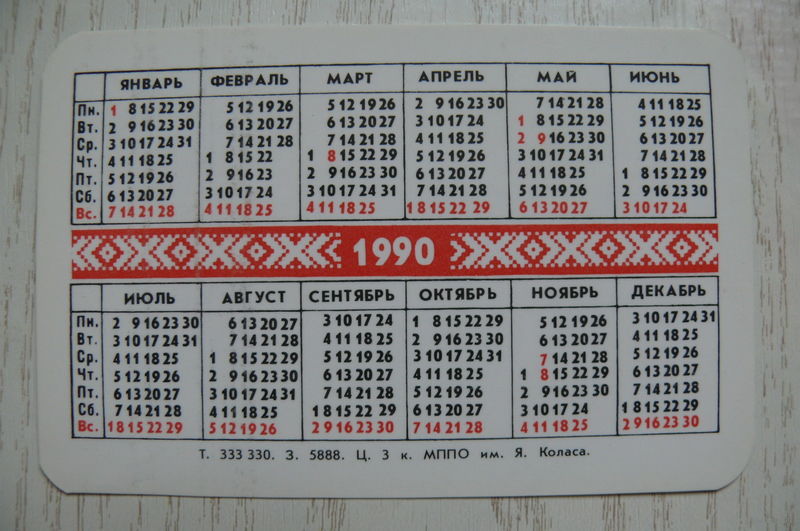 ЯНВАРЬ ФЕВРАЛЬ МАРТ АПРЕЛЬ МАЙ ИЮНЬ
Пн. 1 8 15 22 29 5 12 19 26 5 12 19 26 2 9 16 23 30 7 14 21 28 4 11 18 25
Вт. 2 9 16 23 30 6 13 20 27 6 13 20 27 3 10 17 24 1 8 15 22 29 5 12 19 26
Ср. 3 10 17 24 31 7 14 21 28 7 14 21 28 4 11 18 25 2 9 16 23 30 6 13 20 27
Чт. 4 11 18 25 1 8 15 22 1 8 15 22 29 5 12 19 26 3 10 17 24 31 7 14 21 28
Пт. 5 12 19 26 2 9 16 23 2 9 16 23 30 6 13 20 27 4 11 18 25 1 8 15 22 29
Сб. 6 13 20 27 3 10 17 24 3 10 17 24 31 7 14 21 28 5 12 19 26 2 9 16 23 30
Вс. 7 14 21 28 4 11 18 25 4 11 18 25 1 8 15 22 29 6 13 20 27 3 10 17 24
1990
ИЮЛЬ АВГУСТ СЕНТЯБРЬ ОКТЯБРЬ НОЯБРЬ ДЕКАБРЬ
Пн. 2 9 16 23 30 6 13 20 27 3 10 17 24 1 8 15 22 29 5 12 19 26 3 10 17 24 31
Вт. 3 10 17 24 31 7 14 21 28 4 11 18 25 2 9 16 23 30 6 13 20 27 4 11 18 25
Ср. 4 11 18 25 1 8 15 22 29 5 12 19 26 3 10 17 24 31 7 14 21 28 5 12 19 26
Чт. 5 12 19 26 2 9 16 23 30 6 13 20 27 4 11 18 25 1 8 15 22 29 6 13 20 27
Пт. 6 13 20 27 3 10 17 24 31 7 14 21 28 5 12 19 26 2 9 16 23 30 7 14 21 28
Сб. 7 14 21 28 4 11 18 25 1 8 15 22 29 6 13 20 27 3 10 17 24 1 8 15 22 29
Вс. 1 8 15 22 29 5 12 19 26 2 9 16 23 30 7 14 21 28 4 11 18 25 2 9 16 23 30
Т. 333 330. З. 5888. Ц. 3 к. МППО им. Я. Коласа.